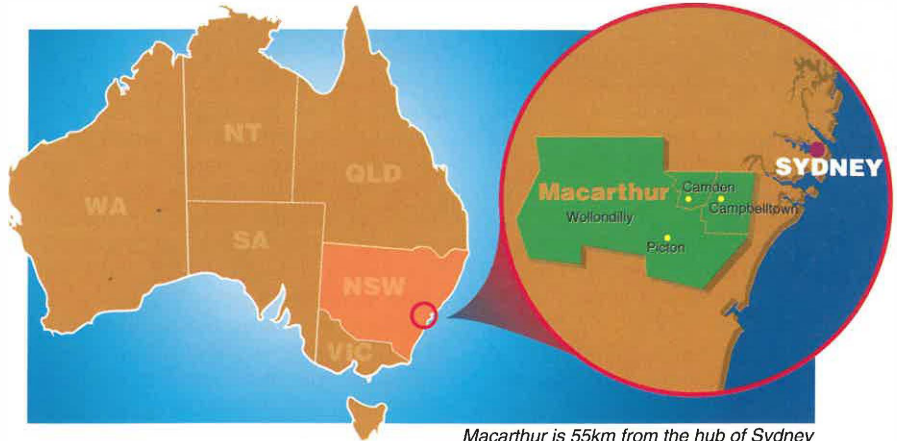 NT
QLD
WA
SA
NSW
VIC
SYDNEY
Macarthur
Camden
Wollondilly
Campbelltown
Picton
Macarthur is 55km from the hub of Sydney